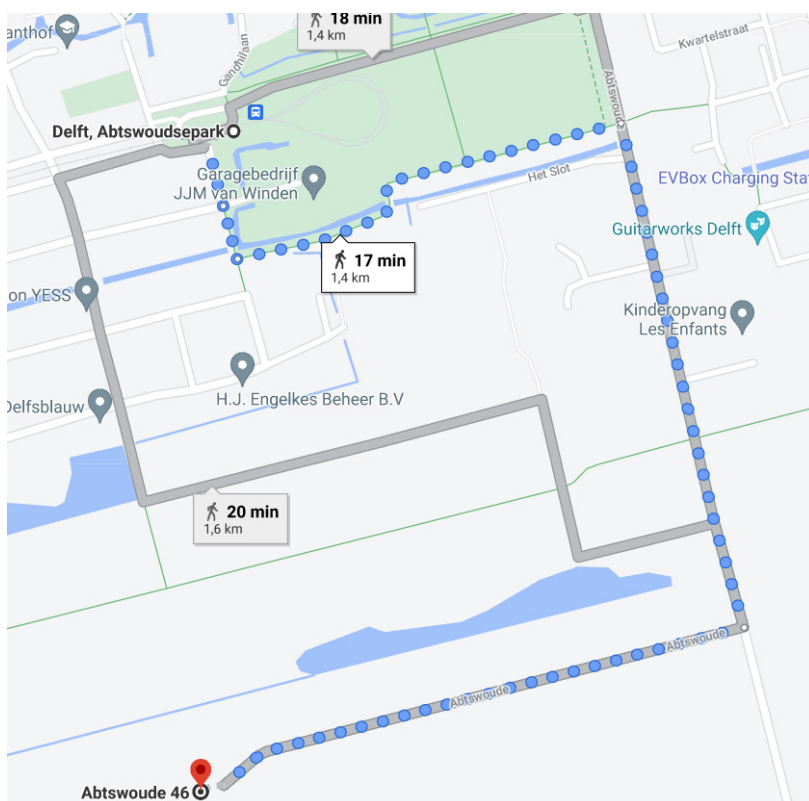 anthof
18 min
1,4 km
Gandhilaan
Kwartelstraat
Abtswoude
Delft, Abtswoudsepark
Garagebedrijf
JJM van Winden
Het Slot
EVBox Charging Stat
Guitarworks Delft
17 min
1,4 km
on YESS
Kinderopvang
Les Enfants
Delfsblauw
H.J. Engelkes Beheer B.V
20 min
1,6 km
Abtswoude
Abtswoude
Abtswoude 46